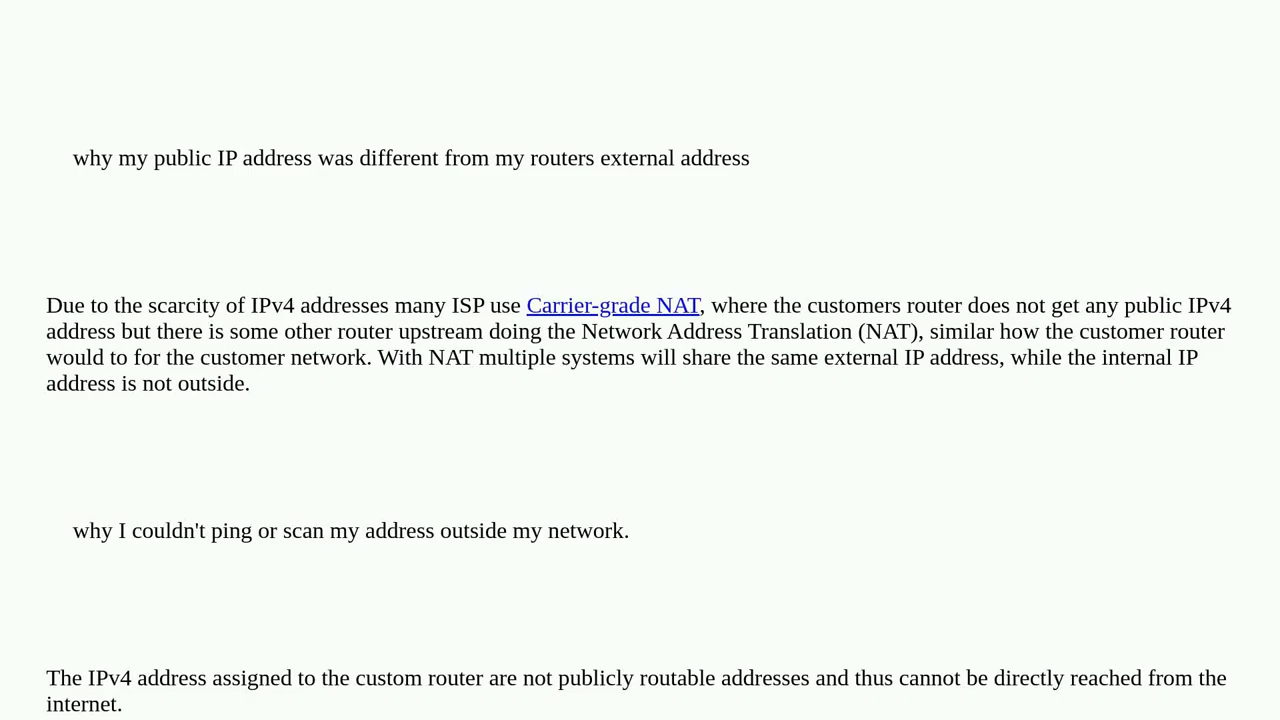 why my public IP address was different from my routers external address
Due to the scarcity of IPv4 addresses many ISP use Carrier-grade NAT, where the customers router does not get any public IPv4
address but there is some other router upstream doing the Network Address Translation (NAT), similar how the customer router
would to for the customer network. With NAT multiple systems will share the same external IP address, while the internal IP
address is not outside.
why I couldn't ping or scan my address outside my network.
The IPv4 address assigned to the custom router are not publicly routable addresses and thus cannot be directly reached from the
internet.